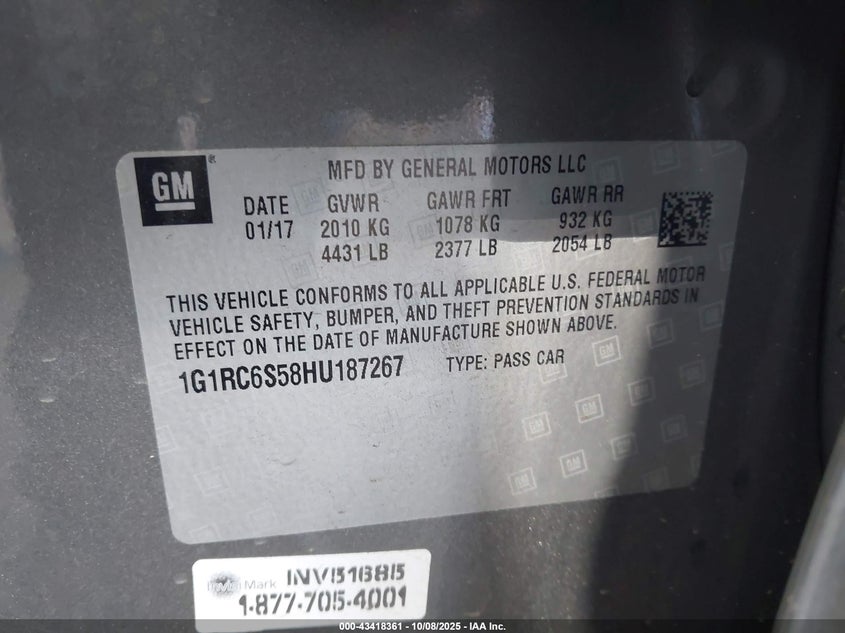 GM
MFD BY GENERAL MOTORS LLC
DATE GVWR GAWR FRT GAWR RR
01/17 2010 KG 1078 KG 932 KG
4431 LB 2377 LB 2054 LB
THIS VEHICLE CONFORMS TO ALL APPLICABLE U.S. FEDERAL MOTOR
VEHICLE SAFETY, BUMPER, AND THEFT PREVENTION STANDARDS IN
EFFECT ON THE DATE OF MANUFACTURE SHOWN ABOVE.
1G1RC6S58HU187267 TYPE: PASS CAR
Mark INV51685
1-877-705-4001
000-43418361 - 10/08/2025 - IAA Inc.